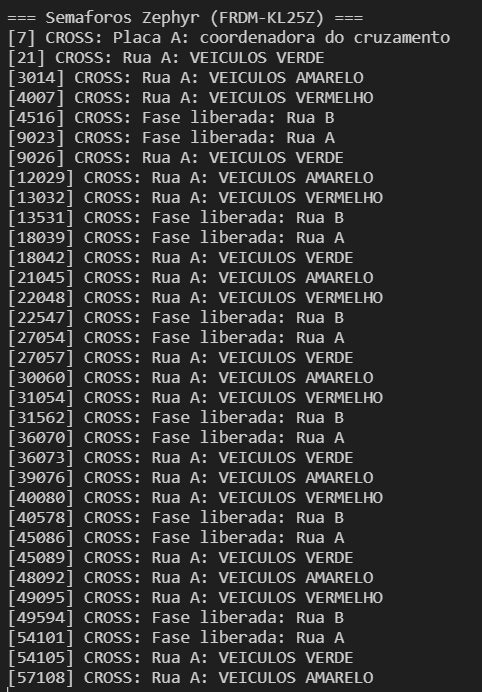 === Semaforos Zephyr (FRDM-KL25Z) ===
[7] CROSS: Placa A: coordenadora do cruzamento
[21] CROSS: Rua A: VEICULOS VERDE
[3014] CROSS: Rua A: VEICULOS AMARELO
[4007] CROSS: Rua A: VEICULOS VERMELHO
[4516] CROSS: Fase liberada: Rua B
[9023] CROSS: Fase liberada: Rua A
[9026] CROSS: Rua A: VEICULOS VERDE
[12029] CROSS: Rua A: VEICULOS AMARELO
[13032] CROSS: Rua A: VEICULOS VERMELHO
[13531] CROSS: Fase liberada: Rua B
[18039] CROSS: Fase liberada: Rua A
[18042] CROSS: Rua A: VEICULOS VERDE
[21045] CROSS: Rua A: VEICULOS AMARELO
[22048] CROSS: Rua A: VEICULOS VERMELHO
[22547] CROSS: Fase liberada: Rua B
[27054] CROSS: Fase liberada: Rua A
[27057] CROSS: Rua A: VEICULOS VERDE
[30060] CROSS: Rua A: VEICULOS AMARELO
[31054] CROSS: Rua A: VEICULOS VERMELHO
[31562] CROSS: Fase liberada: Rua B
[36070] CROSS: Fase liberada: Rua A
[36073] CROSS: Rua A: VEICULOS VERDE
[39076] CROSS: Rua A: VEICULOS AMARELO
[40080] CROSS: Rua A: VEICULOS VERMELHO
[40578] CROSS: Fase liberada: Rua B
[45086] CROSS: Fase liberada: Rua A
[45089] CROSS: Rua A: VEICULOS VERDE
[48092] CROSS: Rua A: VEICULOS AMARELO
[49095] CROSS: Rua A: VEICULOS VERMELHO
[49594] CROSS: Fase liberada: Rua B
[54101] CROSS: Fase liberada: Rua A
[54105] CROSS: Rua A: VEICULOS VERDE
[57108] CROSS: Rua A: VEICULOS AMARELO